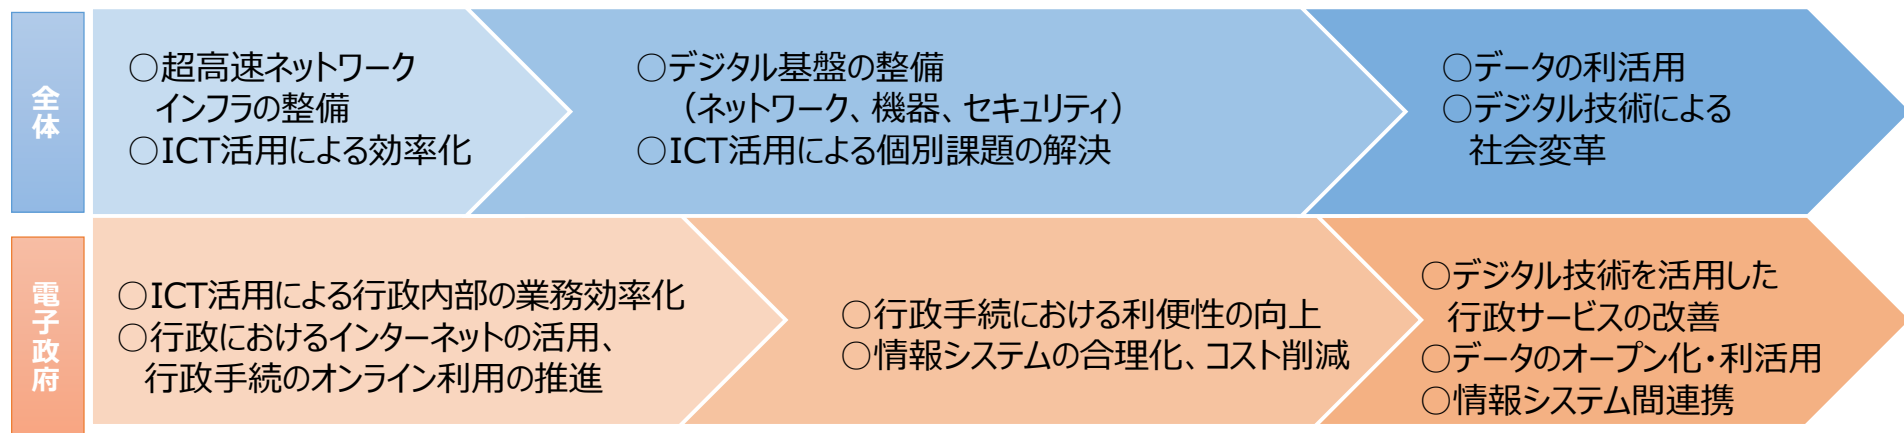 全体
○超高速ネットワーク
インフラの整備
○ICT活用による効率化
○デジタル基盤の整備
（ネットワーク、機器、セキュリティ）
○ICT活用による個別課題の解決
○データの利活用
○デジタル技術による
社会変革
電子政府
○ICT活用による行政内部の業務効率化
○行政におけるインターネットの活用、
行政手続のオンライン利用の推進
○行政手続における利便性の向上
○情報システムの合理化、コスト削減
○デジタル技術を活用した
行政サービスの改善
○データのオープン化・利活用
○情報システム間連携